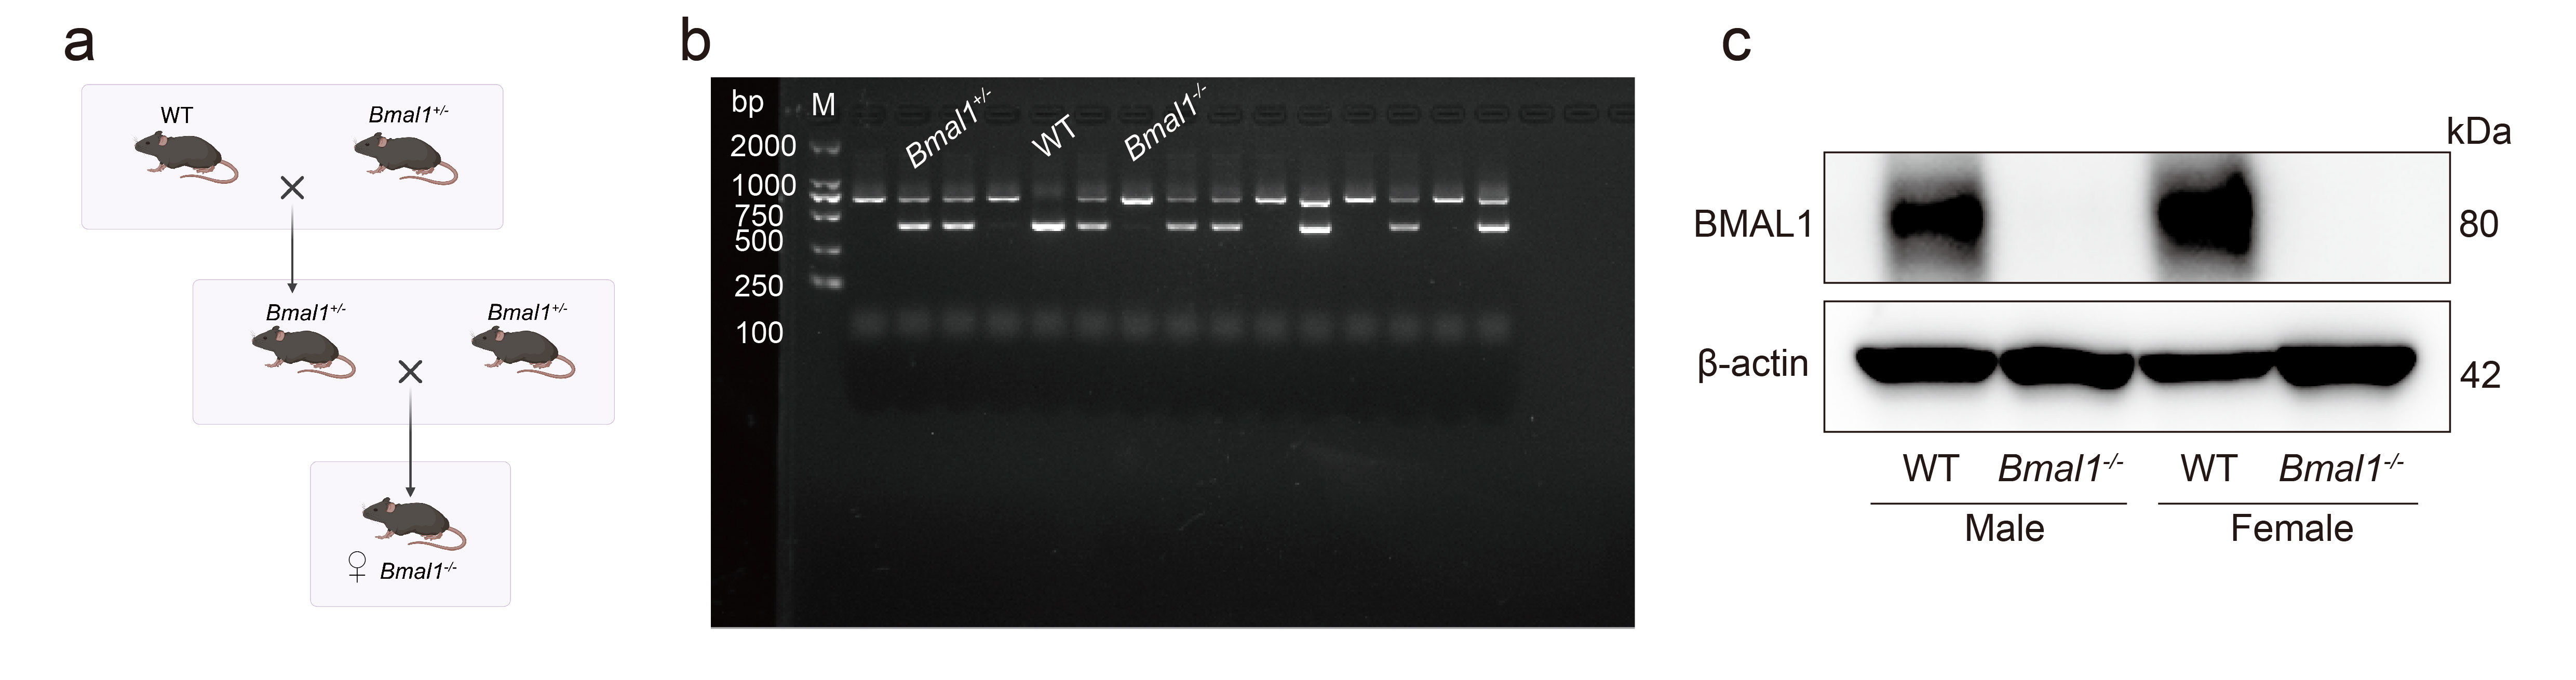 a
WT
Bmal1+/-
×
Bmal1+/-
Bmal1+/-
×
♀ Bmal1-/-
b
bp
M
Bmal1+/-
WT
Bmal1-/-
2000
1000
750
500
250
100
c
kDa
BMAL1
80
β-actin
42
WT
Bmal1-/-
WT
Bmal1-/-
Male
Female